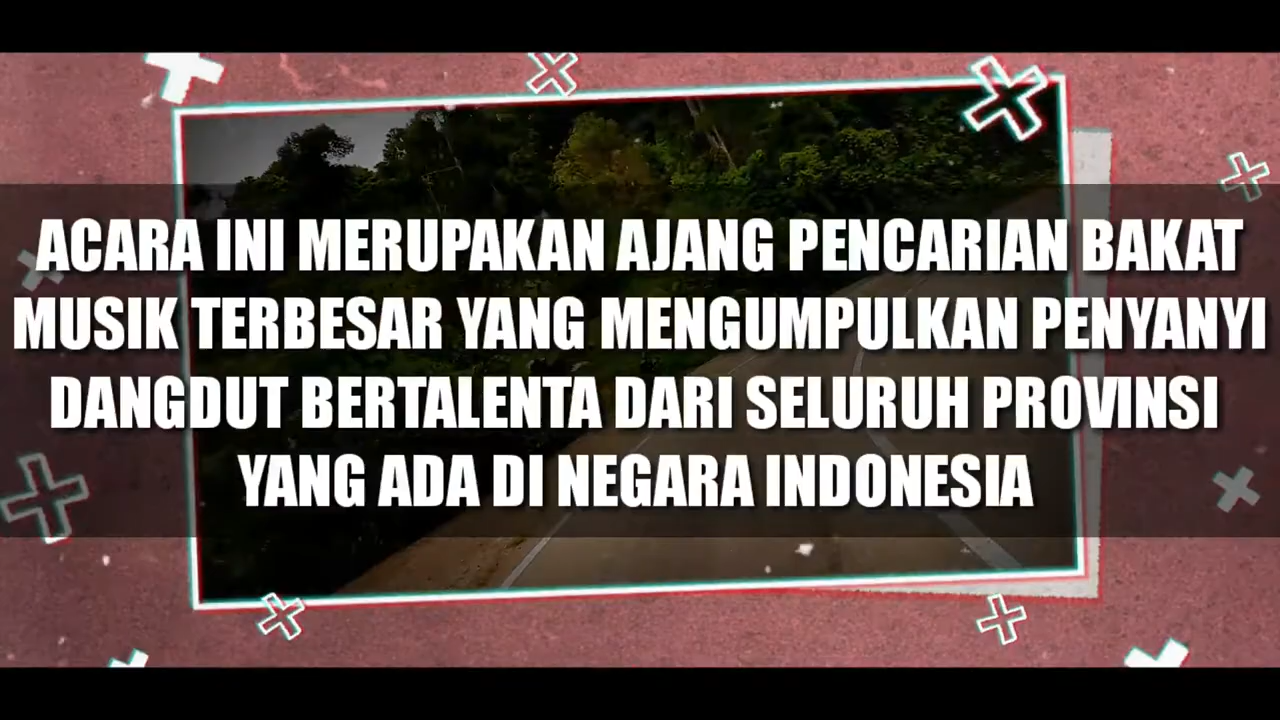 ACARA INI MERUPAKAN AJANG PENCARIAN BAKAT
MUSIK TERBESAR YANG MENGUMPULKAN PENYANYI
DANGDUT BERTALENTA DARI SELURUH PROVINSI
YANG ADA DI NEGARA INDONESIA